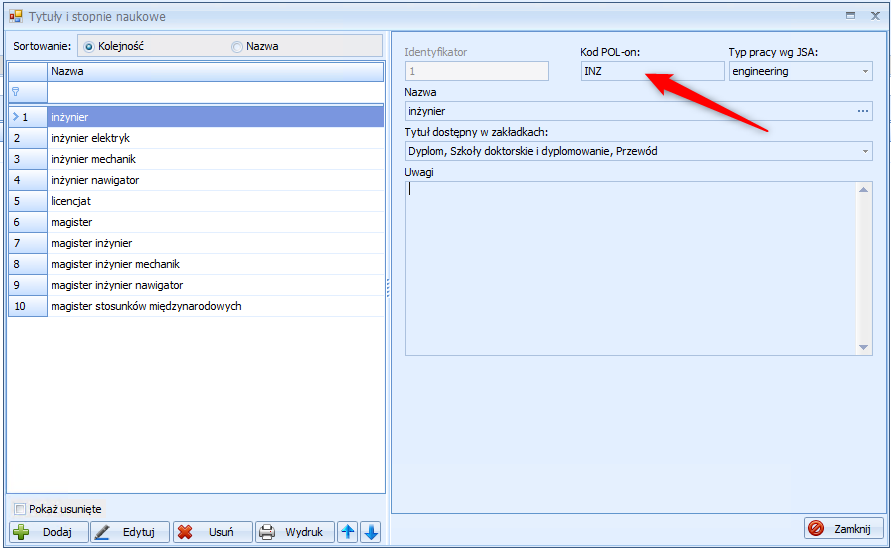 Tytuły i stopnie naukowe
Sortowanie: Kolejność Nazwa
Nazwa
1 inżynier
2 inżynier elektryk
3 inżynier mechanik
4 inżynier nawigator
5 licencjat
6 magister
7 magister inżynier
8 magister inżynier mechanik
9 magister inżynier nawigator
10 magister stosunków międzynarodowych
Pokaż usunięte
Dodaj Edytuj Usuń Wydruk
Identyfikator Kod POL-on: Typ pracy wg JSA:
1 INZ engineering
Nazwa
inżynier
Tytuł dostępny w zakładkach:
Dyplom, Szkoły doktorskie i dyplomowanie, Przewód
Uwagi
Zamknij